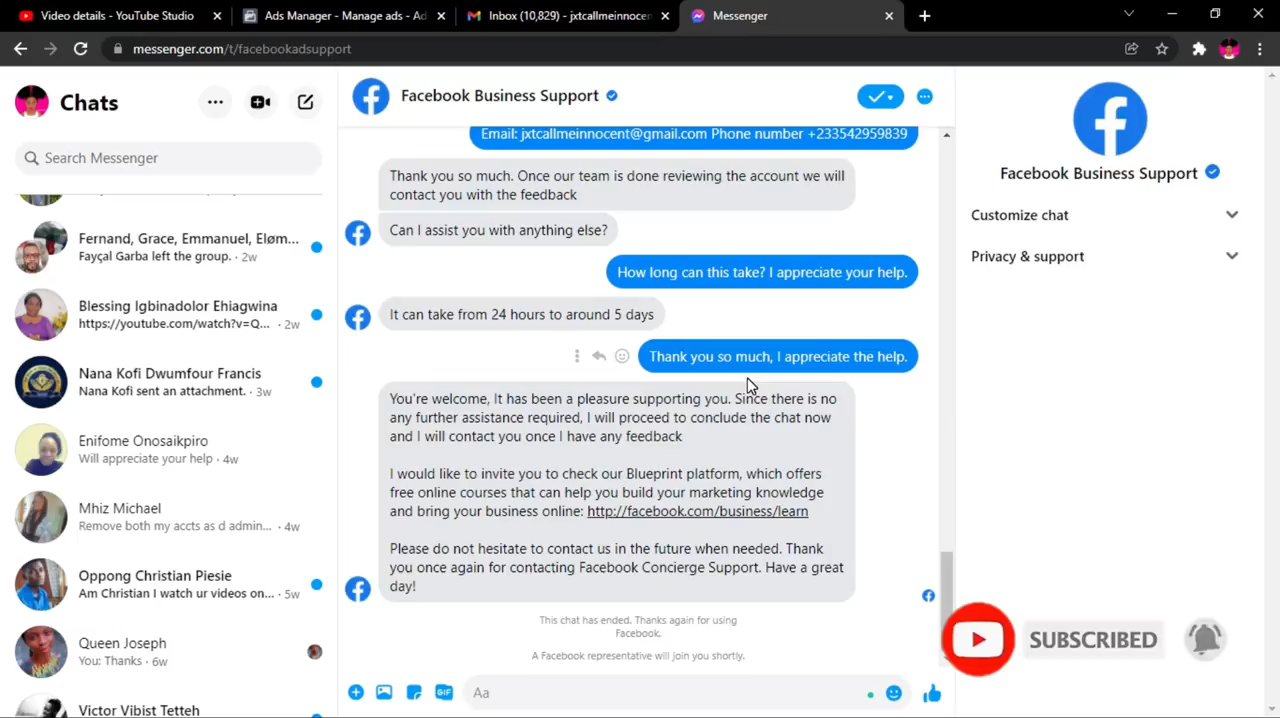 Video details - YouTube Studio
Ads Manager - Manage ads - Ad
Inbox (10,829) - jxtcallmeinnocen
Messenger
messenger.com/t/facebookadsupport
Chats
Search Messenger
Fernand, Grace, Emmanuel, Eløm...
Fayçal Garba left the group. · 2w
Blessing Igbinadolor Ehiagwina
https://youtube.com/watch?v=Q... · 2w
Nana Kofi Dwumfour Francis
Nana Kofi sent an attachment. · 3w
Enifome Onosaikpiro
Will appreciate your help · 4w
Mhiz Michael
Remove both my accts as d admin... · 4w
Oppong Christian Piesie
Am Christian I watch ur videos on... · 5w
Queen Joseph
You: Thanks · 6w
Victor Vibist Tetteh
Facebook Business Support
Email: jxtcallmeinnocent@gmail.com Phone number +233542959839
Thank you so much. Once our team is done reviewing the account we will
contact you with the feedback
Can I assist you with anything else?
How long can this take? I appreciate your help.
It can take from 24 hours to around 5 days
Thank you so much, I appreciate the help.
You're welcome, It has been a pleasure supporting you. Since there is no
any further assistance required, I will proceed to conclude the chat now
and I will contact you once I have any feedback
I would like to invite you to check our Blueprint platform, which offers
free online courses that can help you build your marketing knowledge
and bring your business online: http://facebook.com/business/learn
Please do not hesitate to contact us in the future when needed. Thank
you once again for contacting Facebook Concierge Support. Have a great
day!
This chat has ended. Thanks again for using
Facebook.
A Facebook representative will join you shortly.
GIF
Aa
Facebook Business Support
Customize chat
Privacy & support
SUBSCRIBED